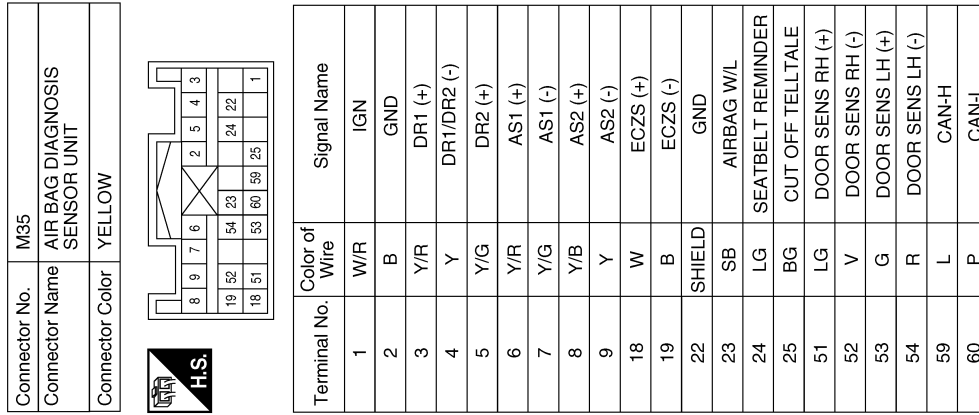 Connector No. M35
Connector Name AIR BAG DIAGNOSIS
SENSOR UNIT
Connector Color YELLOW
H.S.
8 9 7 6 2 5 4 3
19 52 54 23 24 22
18 51 53 60 59 25 1
Terminal No. Color of Wire Signal Name
1 W/R IGN
2 B GND
3 Y/R DR1 (+)
4 Y DR1/DR2 (-)
5 Y/G DR2 (+)
6 Y/R AS1 (+)
7 Y/G AS1 (-)
8 Y/B AS2 (+)
9 Y AS2 (-)
18 W ECZS (+)
19 B ECZS (-)
22 SHIELD GND
23 SB AIRBAG W/L
24 LG SEATBELT REMINDER
25 BG CUT OFF TELLTALE
51 LG DOOR SENS RH (+)
52 V DOOR SENS RH (-)
53 G DOOR SENS LH (+)
54 R DOOR SENS LH (-)
59 L CAN-H
60 P CAN-L